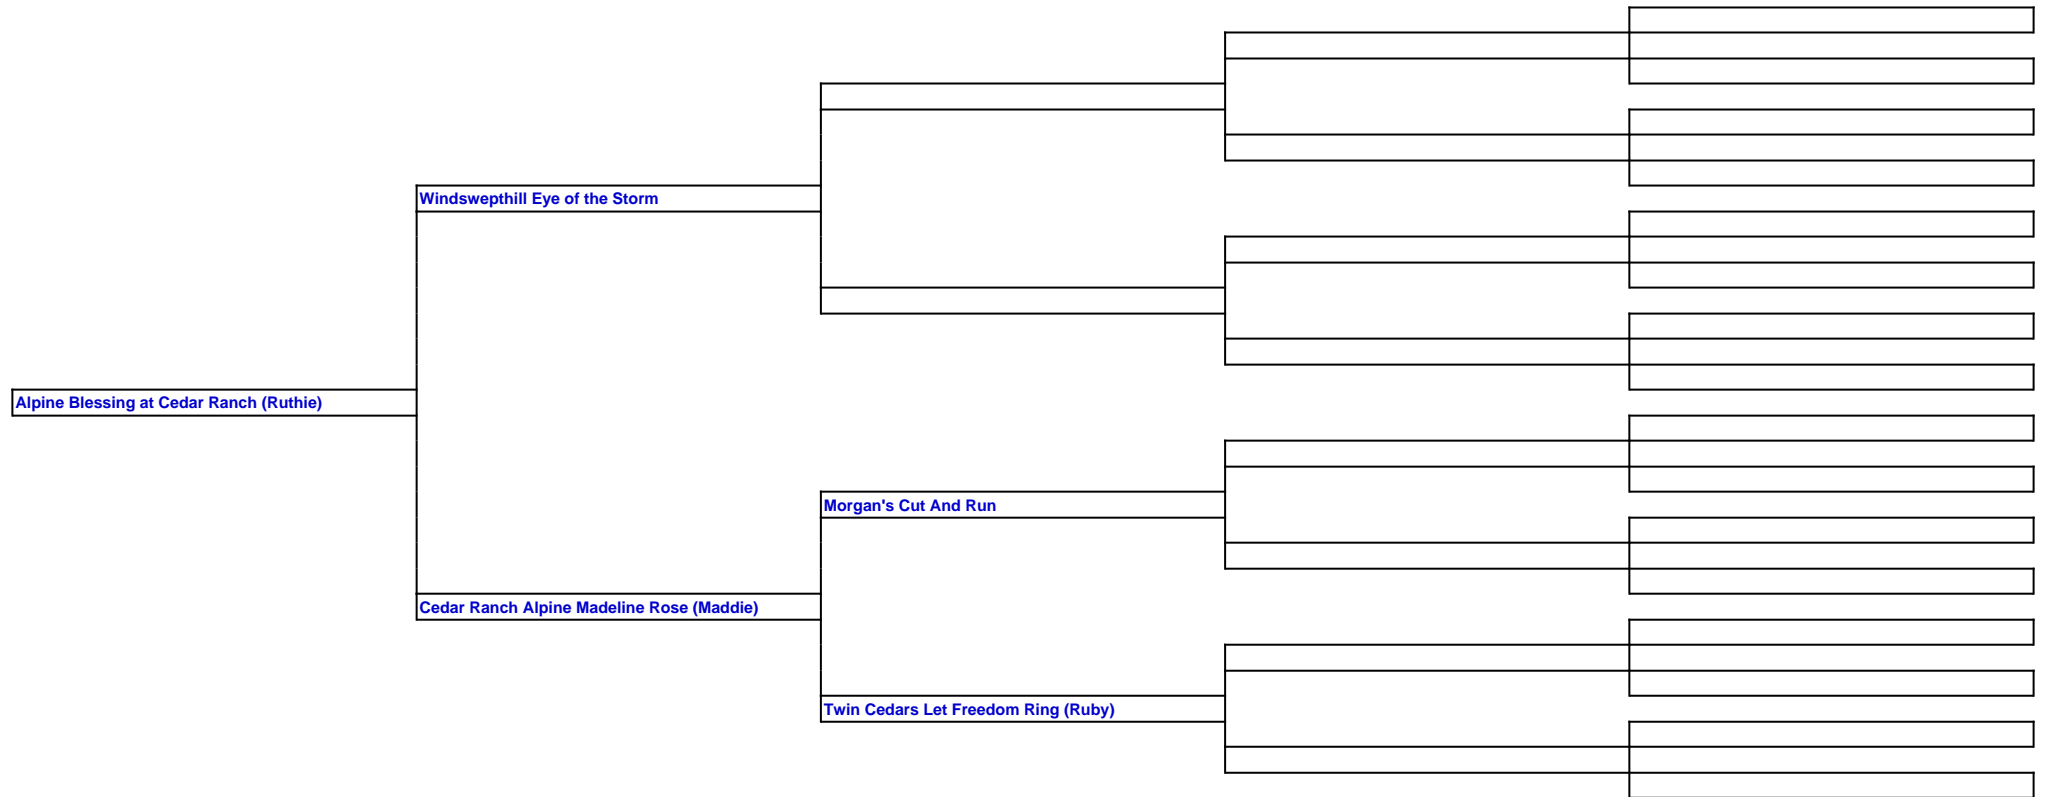 Windswepthill Eye of the Storm
Alpine Blessing at Cedar Ranch (Ruthie)
Morgan's Cut And Run
Cedar Ranch Alpine Madeline Rose (Maddie)
Twin Cedars Let Freedom Ring (Ruby)